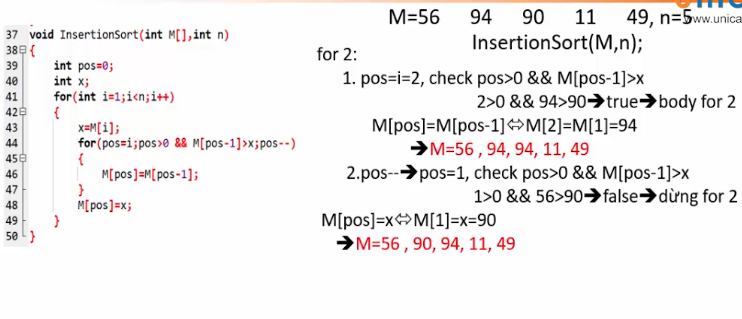 37 void InsertionSort(int M[],int n)
38 {
39 int pos=0;
40 int x;
41 for(int i=1;i<n;i++)
42 {
43 x=M[i];
44 for(pos=i;pos>0 && M[pos-1]>x;pos--)
45 {
46 M[pos]=M[pos-1];
47 }
48 M[pos]=x;
49 }
50 }
M=56 94 90 11 49, n=5
www.unica
InsertionSort(M,n);
for 2:
1. pos=i=2, check pos>0 && M[pos-1]>x
2>0 && 94>90➔true➔body for 2
M[pos]=M[pos-1]⇔M[2]=M[1]=94
➔M=56 , 94, 94, 11, 49
2.pos--➔pos=1, check pos>0 && M[pos-1]>x
1>0 && 56>90➔false➔dừng for 2
M[pos]=x⇔M[1]=x=90
➔M=56 , 90, 94, 11, 49